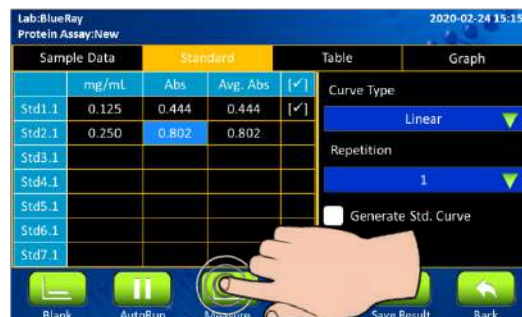 Lab:BlueRay 2020-02-24 15:15
Protein Assay:New
Sample Data Standard Table Graph
mg/mL Abs Avg. Abs [✓]
Std1.1 0.125 0.444 0.444 [✓]
Std2.1 0.250 0.802 0.802
Std3.1
Std4.1
Std5.1
Std6.1
Std7.1
Curve Type
Linear
Repetition
1
Generate Std. Curve
Blank AutoRun Measure Save Result Back